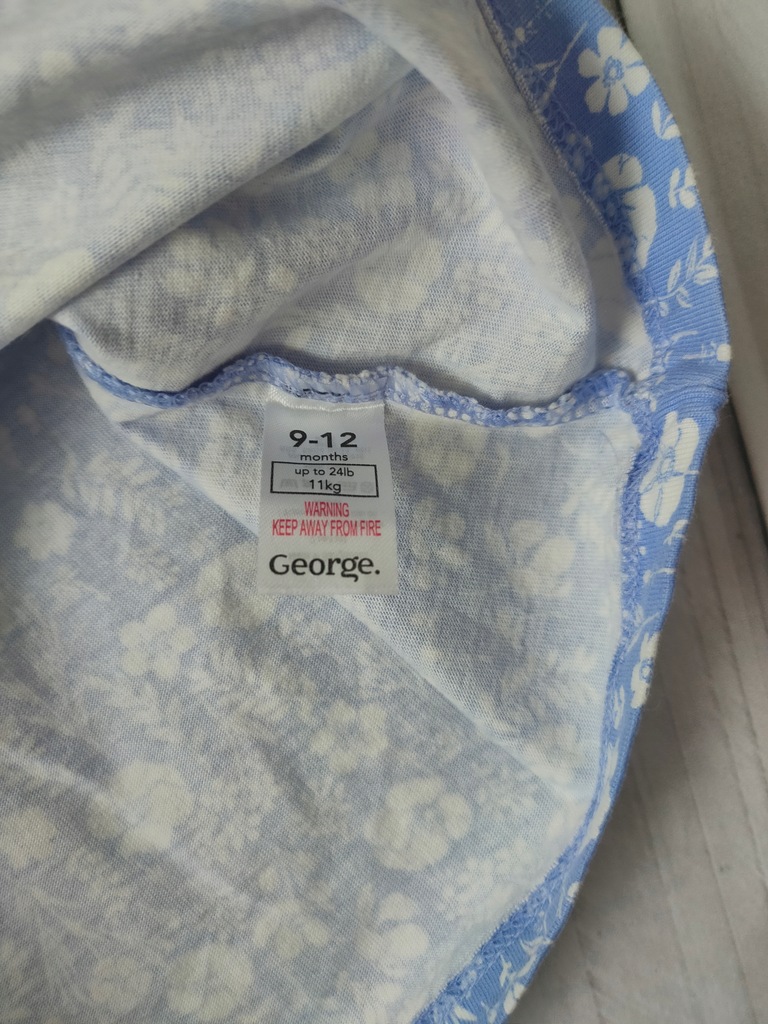 9-12
months
up to 24lb
11kg
WARNING
KEEP AWAY FROM FIRE
George.